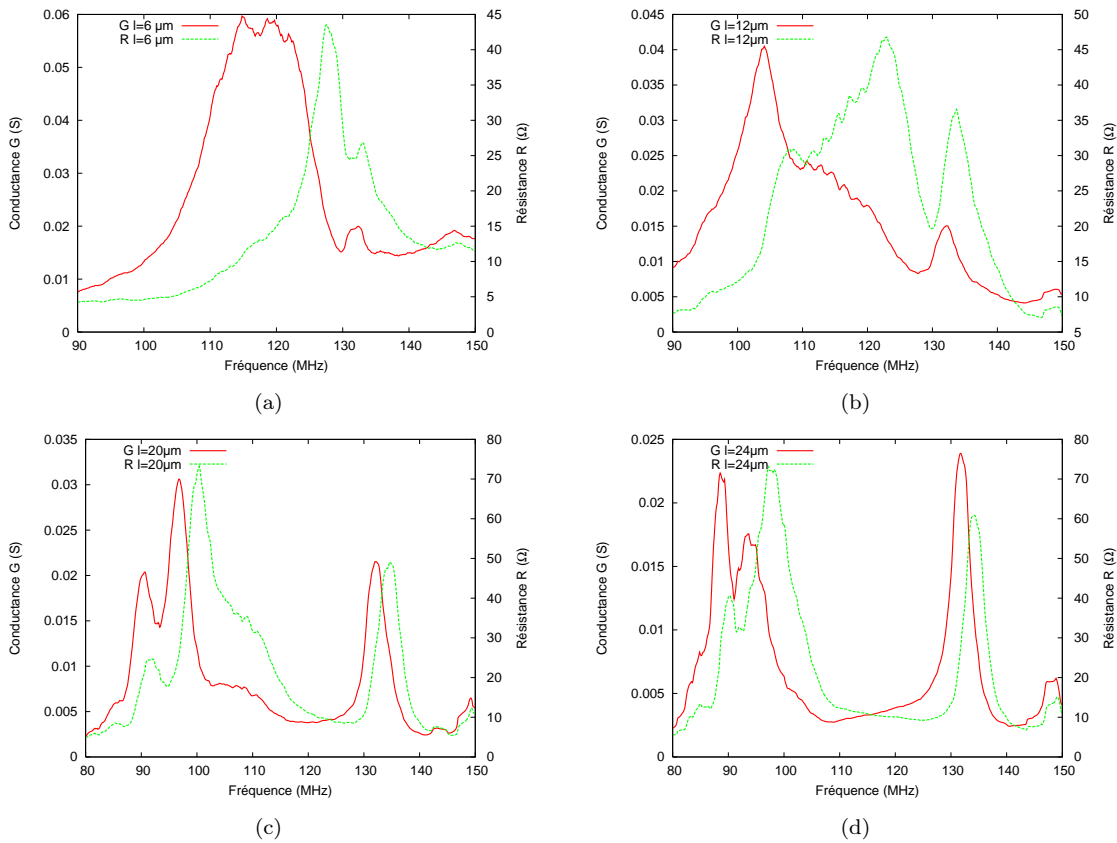 G l=6 µm
R l=6 µm
0.06
0.05
0.04
0.03
0.02
0.01
0
45
40
35
30
25
20
15
10
5
0
90 100 110 120 130 140 150
Conductance G (S)
Résistance R (Ω)
Fréquence (MHz)
(a)
G l=12µm
R l=12µm
0.045
0.04
0.035
0.03
0.025
0.02
0.015
0.01
0.005
0
50
45
40
35
30
25
20
15
10
5
90 100 110 120 130 140 150
Conductance G (S)
Résistance R (Ω)
Fréquence (MHz)
(b)
G l=20µm
R l=20µm
0.035
0.03
0.025
0.02
0.015
0.01
0.005
0
80
70
60
50
40
30
20
10
0
80 90 100 110 120 130 140 150
Conductance G (S)
Résistance R (Ω)
Fréquence (MHz)
(c)
G l=24µm
R l=24µm
0.025
0.02
0.015
0.01
0.005
0
80
70
60
50
40
30
20
10
0
80 90 100 110 120 130 140 150
Conductance G (S)
Résistance R (Ω)
Fréquence (MHz)
(d)